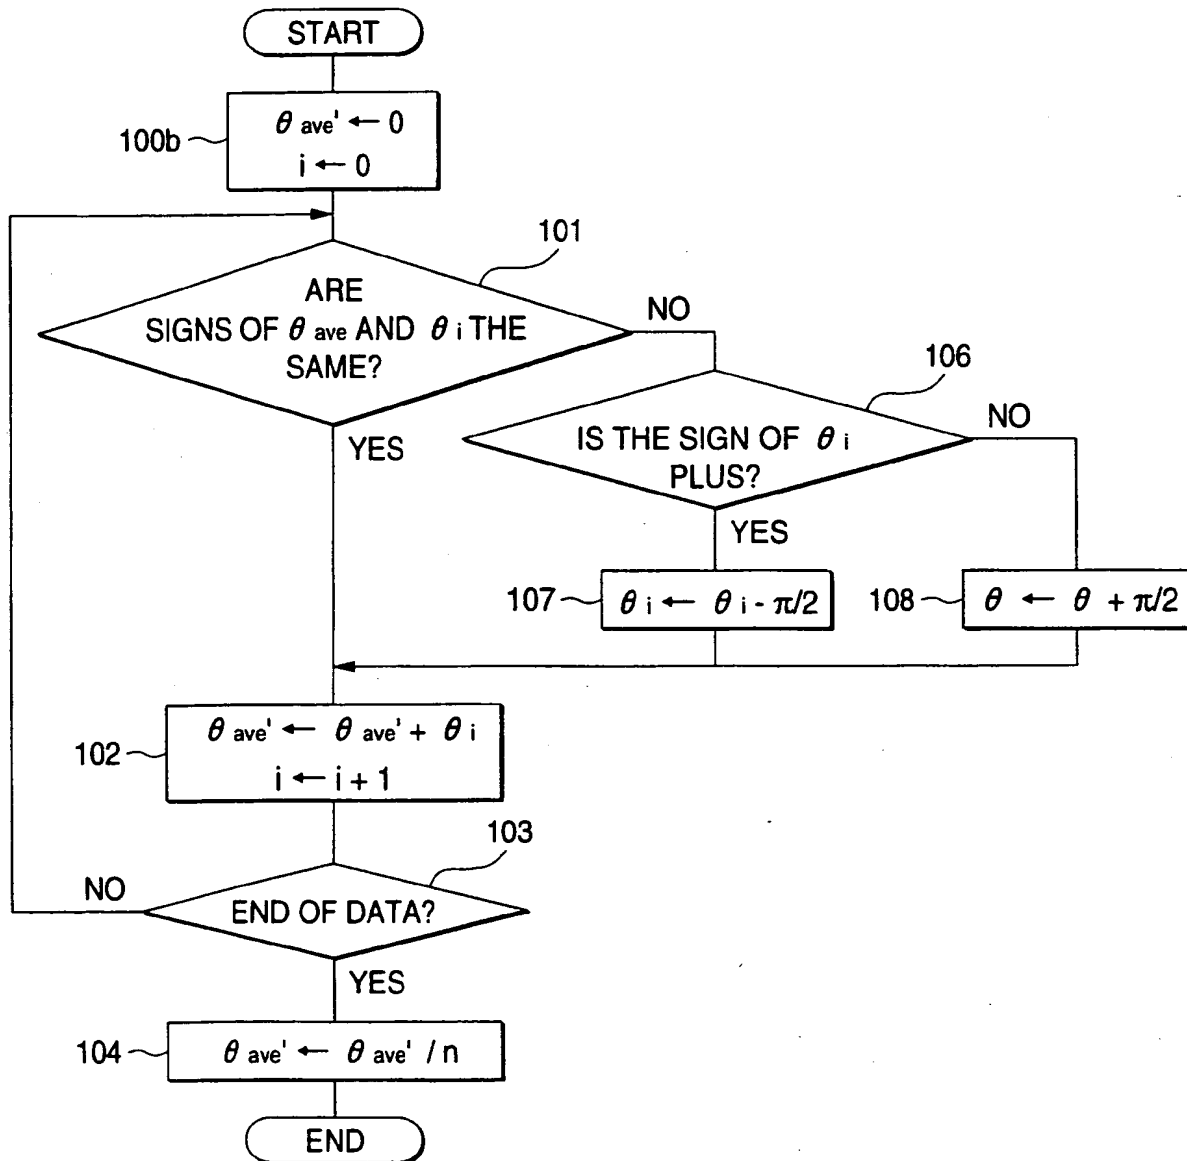 START
100b
θ ave' ← 0
i ← 0
101
ARE
SIGNS OF θ ave AND θ i THE
SAME?
NO
YES
106
IS THE SIGN OF θ i
PLUS?
NO
YES
107
θ i ← θ i - π/2
108
θ ← θ + π/2
102
θ ave' ← θ ave' + θ i
i ← i + 1
103
NO
END OF DATA?
YES
104
θ ave' ← θ ave' / n
END